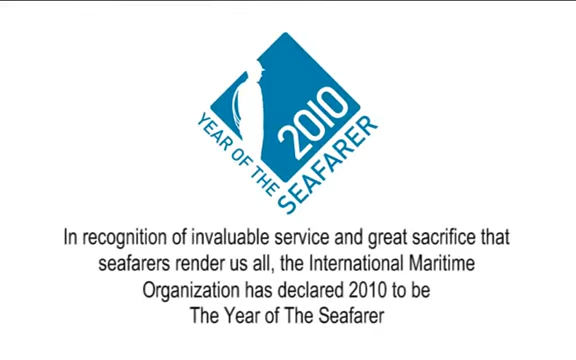 2010
YEAR OF THE
SEAFARER
In recognition of invaluable service and great sacrifice that
seafarers render us all, the International Maritime
Organization has declared 2010 to be
The Year of The Seafarer